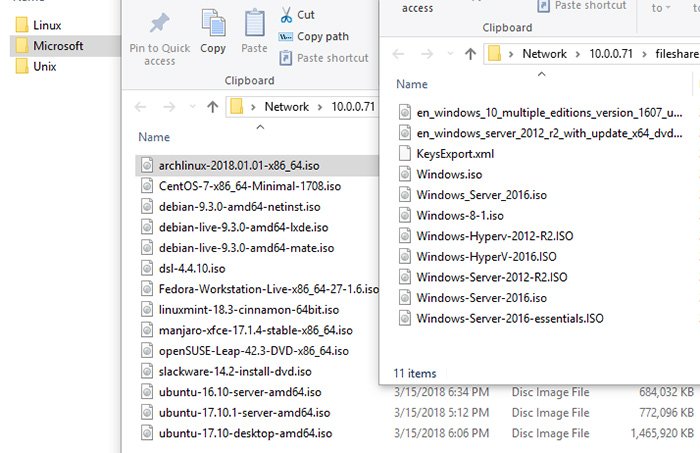 Linux
Microsoft
Unix
Pin to Quick
access
Copy
Paste
Cut
Copy path
Paste shortcut
Clipboard
Network > 10.0.0.71
Name
archlinux-2018.01.01-x86_64.iso
CentOS-7-x86_64-Minimal-1708.iso
debian-9.3.0-amd64-netinst.iso
debian-live-9.3.0-amd64-lxde.iso
debian-live-9.3.0-amd64-mate.iso
dsl-4.4.10.iso
Fedora-Workstation-Live-x86_64-27-1.6.iso
linuxmint-18.3-cinnamon-64bit.iso
manjaro-xfce-17.1.4-stable-x86_64.iso
openSUSE-Leap-42.3-DVD-x86_64.iso
slackware-14.2-install-dvd.iso
ubuntu-16.10-server-amd64.iso 3/15/2018 6:34 PM Disc Image File 684,032 KB
ubuntu-17.10.1-server-amd64.iso 3/15/2018 5:12 PM Disc Image File 772,096 KB
ubuntu-17.10-desktop-amd64.iso 3/15/2018 6:06 PM Disc Image File 1,465,920 KB
access
Paste shortcut
to
to
Clipboard
Network > 10.0.0.71 > fileshare
Name
en_windows_10_multiple_editions_version_1607_u...
en_windows_server_2012_r2_with_update_x64_dvd...
KeysExport.xml
Windows.iso
Windows_Server_2016.iso
Windows-8-1.iso
Windows-Hyperv-2012-R2.ISO
Windows-HyperV-2016.ISO
Windows-Server-2012-R2.ISO
Windows-Server-2016.iso
Windows-Server-2016-essentials.ISO
11 items